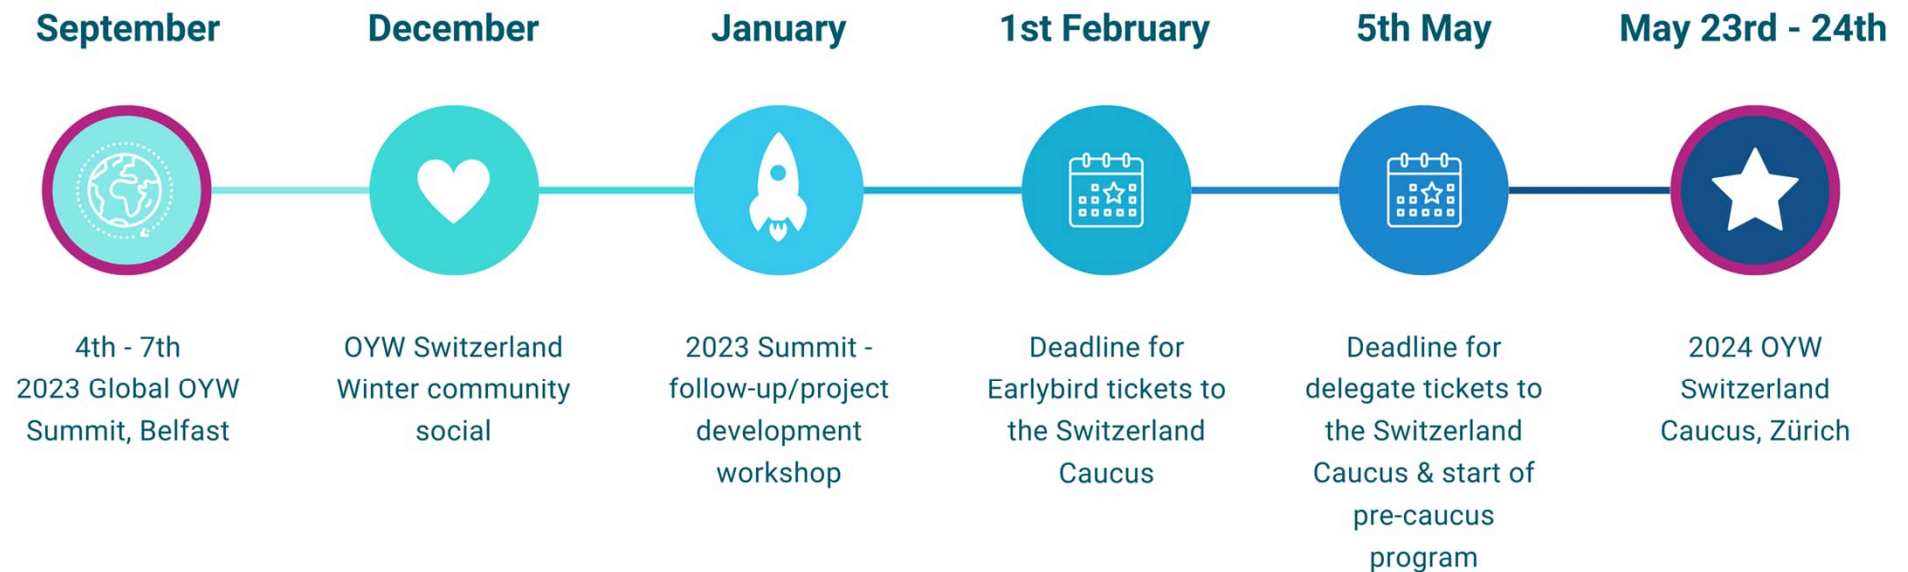 September
4th - 7th
2023 Global OYW
Summit, Belfast
December
OYW Switzerland
Winter community
social
January
2023 Summit -
follow-up/project
development
workshop
1st February
Deadline for
Earlybird tickets to
the Switzerland
Caucus
5th May
Deadline for
delegate tickets to
the Switzerland
Caucus & start of
pre-caucus
program
May 23rd - 24th
2024 OYW
Switzerland
Caucus, Zürich